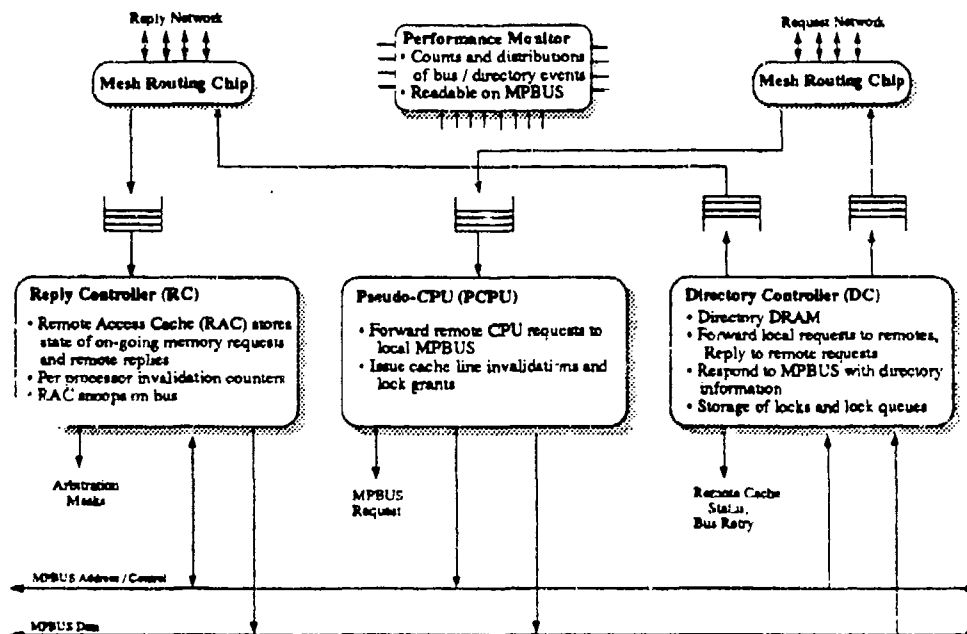 Reply Network
Mesh Routing Chip
Performance Monitor
• Counts and distributions
of bus / directory events
• Readable on MPBUS
Request Network
Mesh Routing Chip
Reply Controller (RC)
• Remote Access Cache (RAC) stores
state of on-going memory requests
and remote replies
• Per processor invalidation counters
• RAC snoops on bus
Pseudo-CPU (PCPU)
• Forward remote CPU requests to
local MPBUS
• Issue cache line invalidations and
lock grants
Directory Controller (DC)
• Directory DRAM
• Forward local requests to remotes,
Reply to remote requests
• Respond to MPBUS with directory
information
• Storage of locks and lock queues
Arbitration
Masks
MPBUS
Request
Remote Cache
Status,
Bus Retry
MPBUS Address / Control
MPBUS Data